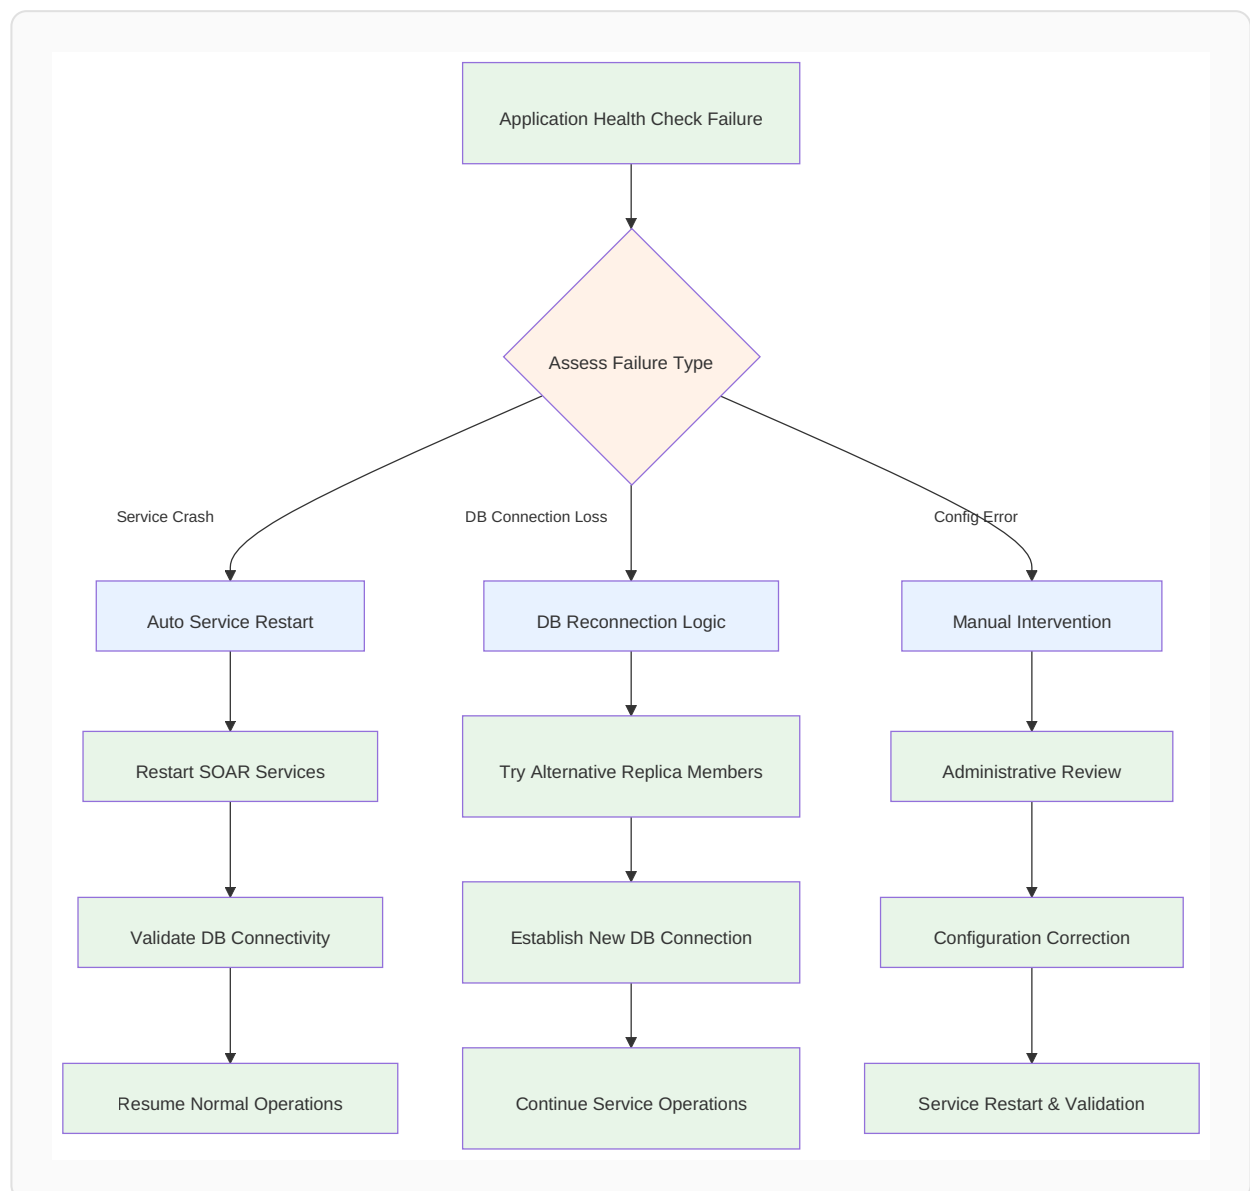 Application Health Check Failure
Assess Failure Type
Service Crash
DB Connection Loss
Config Error
Auto Service Restart
DB Reconnection Logic
Manual Intervention
Restart SOAR Services
Try Alternative Replica Members
Administrative Review
Validate DB Connectivity
Establish New DB Connection
Configuration Correction
Resume Normal Operations
Continue Service Operations
Service Restart & Validation